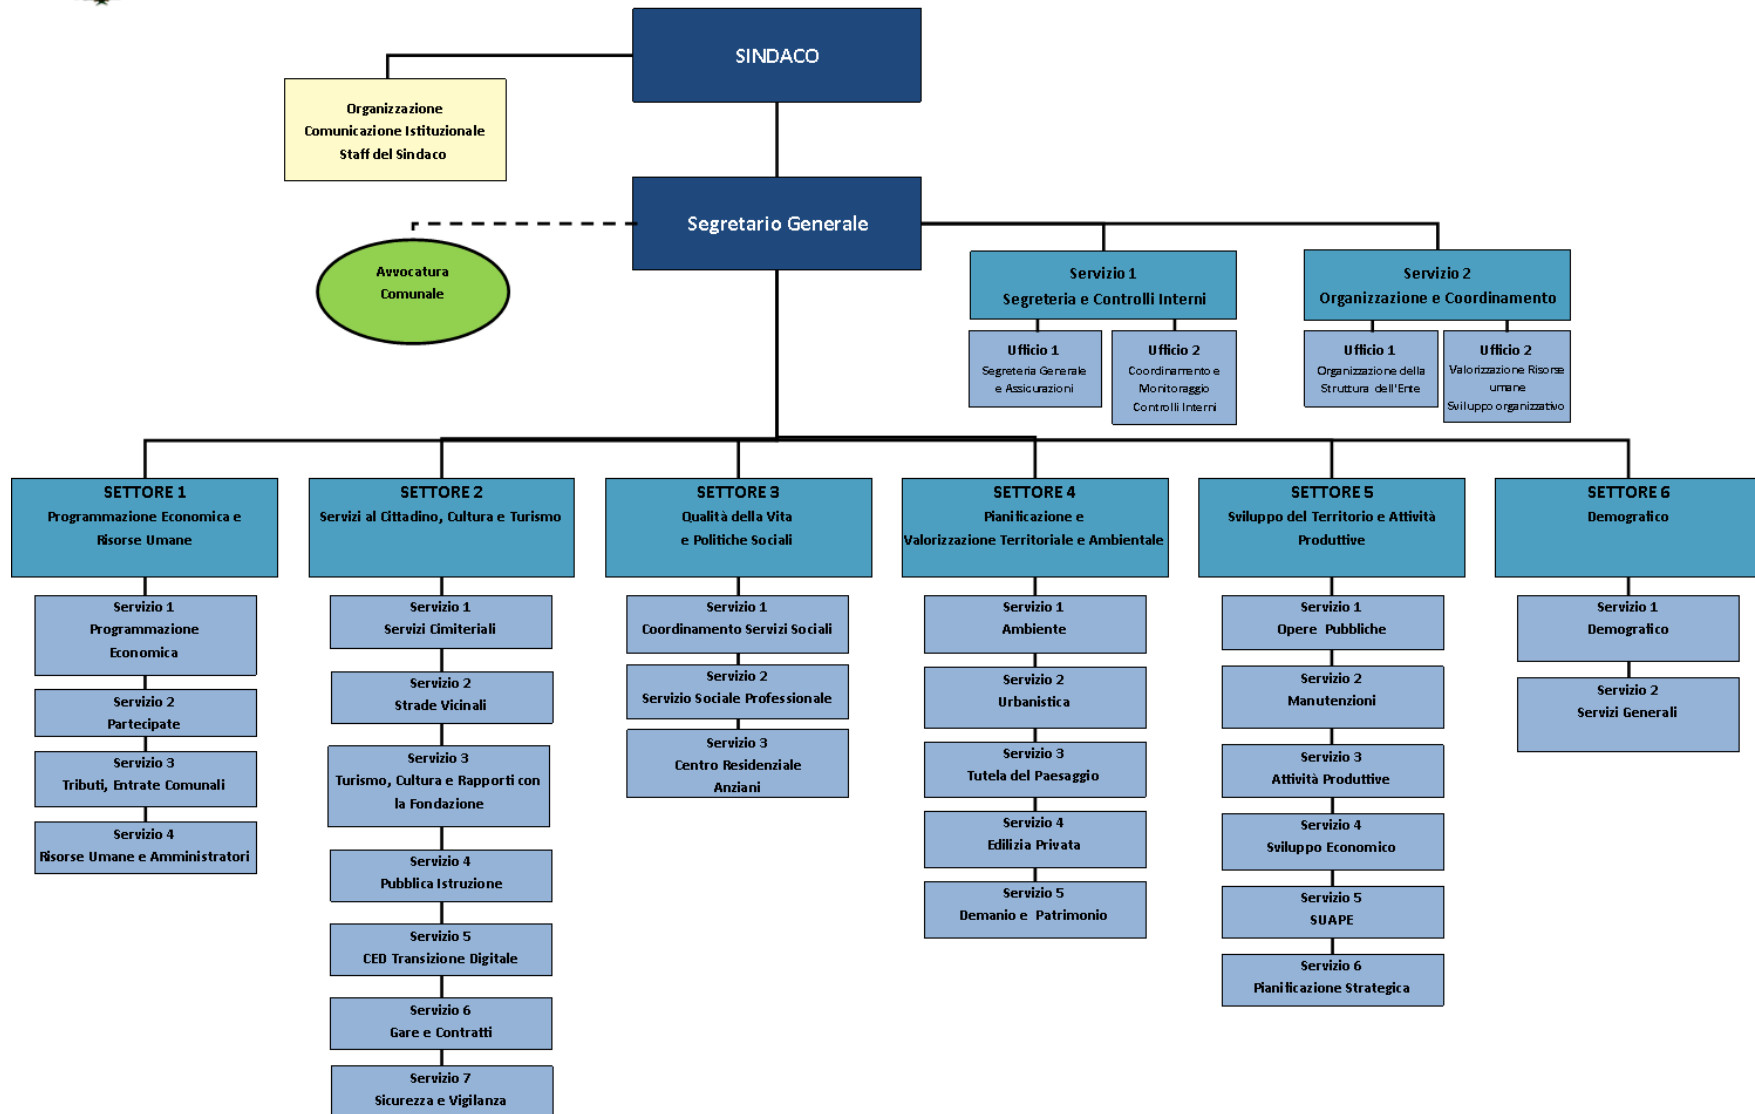 SINDACO
Organizzazione
Comunicazione Istituzionale
Staff del Sindaco
Segretario Generale
Avvocatura
Comunale
Servizio 1
Segreteria e Controlli Interni
Servizio 2
Organizzazione e Coordinamento
Ufficio 1
Segreteria Generale
e Assicurazioni
Ufficio 2
Coordinamento e
Monitoraggio
Controlli Interni
Ufficio 1
Organizzazione della
Struttura dell'Ente
Ufficio 2
Valorizzazione Risorse
umane
Sviluppo organizzativo
SETTORE 1
Programmazione Economica e
Risorse Umane
Servizio 1
Programmazione
Economica
Servizio 2
Partecipate
Servizio 3
Tributi, Entrate Comunali
Servizio 4
Risorse Umane e Amministratori
SETTORE 2
Servizi al Cittadino, Cultura e Turismo
Servizio 1
Servizi Cimiteriali
Servizio 2
Strade Vicinali
Servizio 3
Turismo, Cultura e Rapporti con
la Fondazione
Servizio 4
Pubblica Istruzione
Servizio 5
CED Transizione Digitale
Servizio 6
Gare e Contratti
Servizio 7
Sicurezza e Vigilanza
SETTORE 3
Qualità della Vita
e Politiche Sociali
Servizio 1
Coordinamento Servizi Sociali
Servizio 2
Servizio Sociale Professionale
Servizio 3
Centro Residenziale
Anziani
SETTORE 4
Pianificazione e
Valorizzazione Territoriale e Ambientale
Servizio 1
Ambiente
Servizio 2
Urbanistica
Servizio 3
Tutela del Paesaggio
Servizio 4
Edilizia Privata
Servizio 5
Demanio e Patrimonio
SETTORE 5
Sviluppo del Territorio e Attività
Produttive
Servizio 1
Opere Pubbliche
Servizio 2
Manutenzioni
Servizio 3
Attività Produttive
Servizio 4
Sviluppo Economico
Servizio 5
SUAPE
Servizio 6
Pianificazione Strategica
SETTORE 6
Demografico
Servizio 1
Demografico
Servizio 2
Servizi Generali